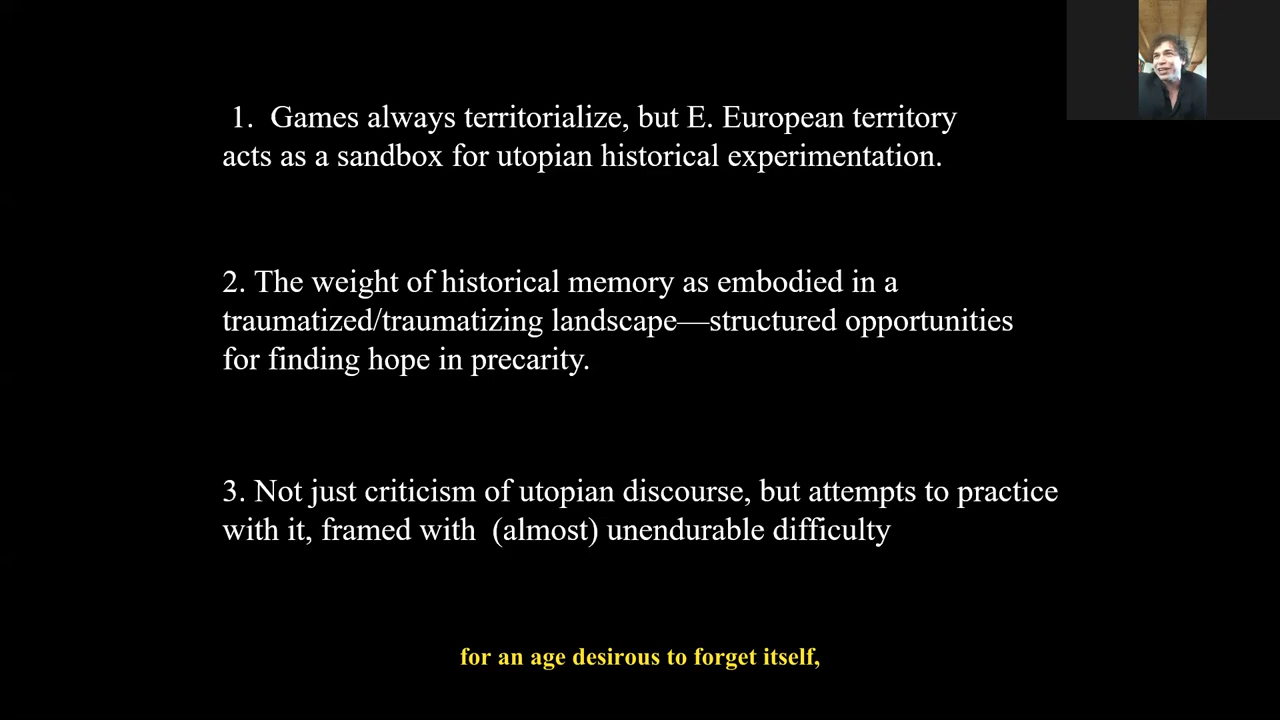 1. Games always territorialize, but E. European territory
acts as a sandbox for utopian historical experimentation.
2. The weight of historical memory as embodied in a
traumatized/traumatizing landscape—structured opportunities
for finding hope in precarity.
3. Not just criticism of utopian discourse, but attempts to practice
with it, framed with (almost) unendurable difficulty
for an age desirous to forget itself,